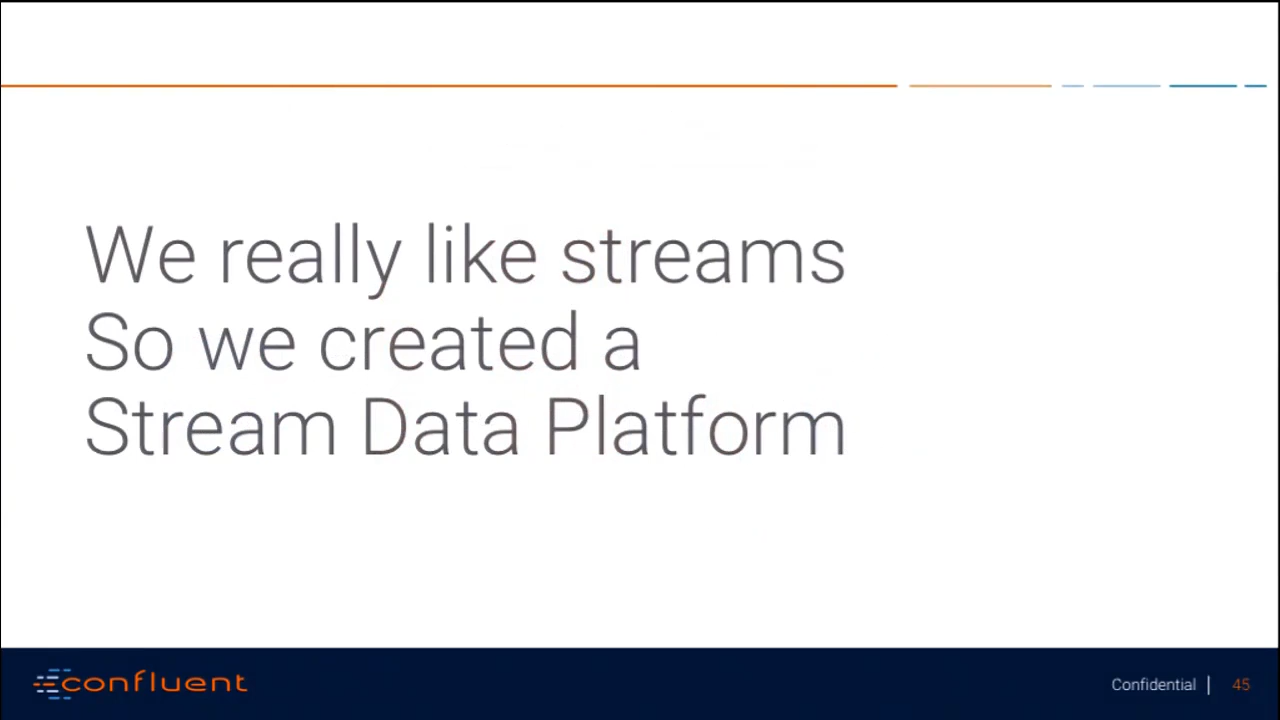 We really like streams
So we created a
Stream Data Platform
confluent
Confidential | 45